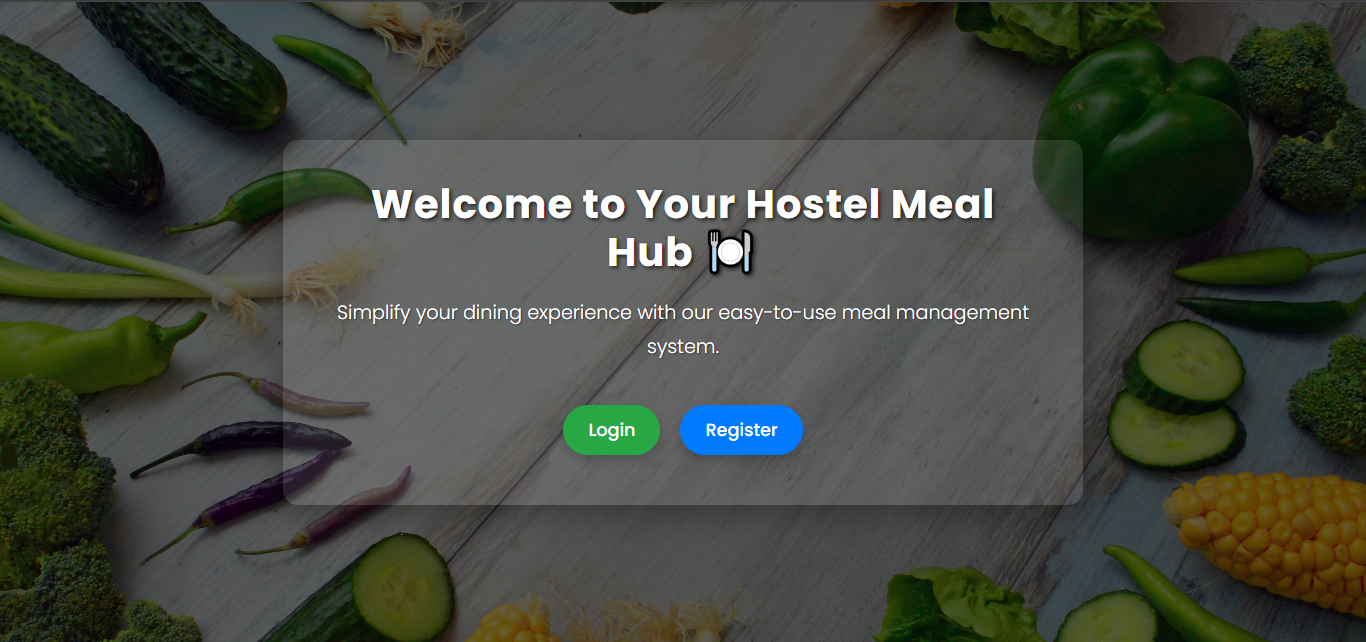 Welcome to Your Hostel Meal
Hub 🍽️
Simplify your dining experience with our easy-to-use meal management
system.
Login
Register